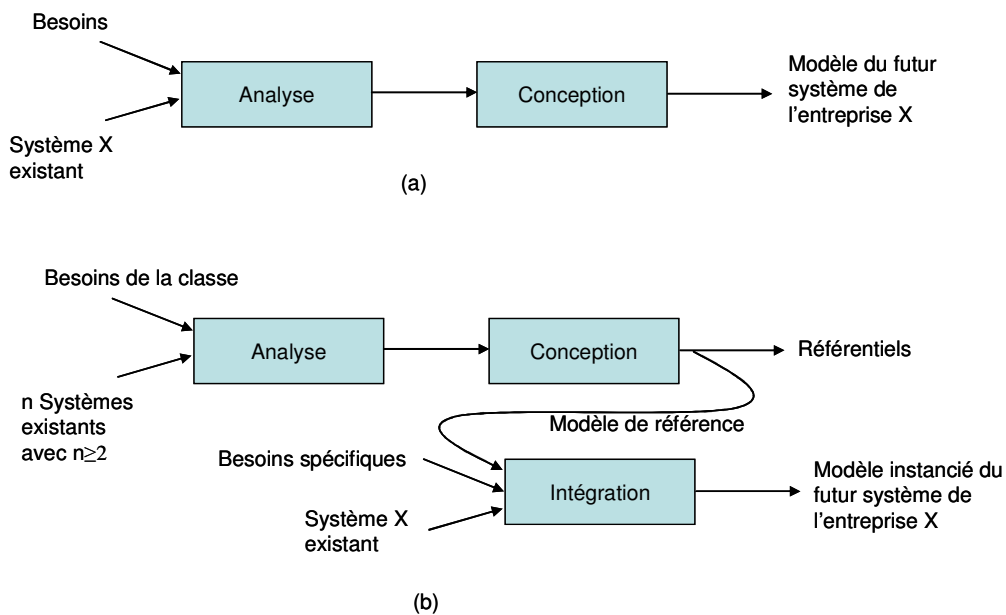 Besoins
Analyse
Conception
Modèle du futur
système de
l'entreprise X
Système X
existant
(a)
Besoins de la classe
Analyse
Conception
Référentiels
n Systèmes
existants
avec n≥2
Modèle de référence
Besoins spécifiques
Intégration
Modèle instancié du
futur système de
l'entreprise X
Système X
existant
(b)